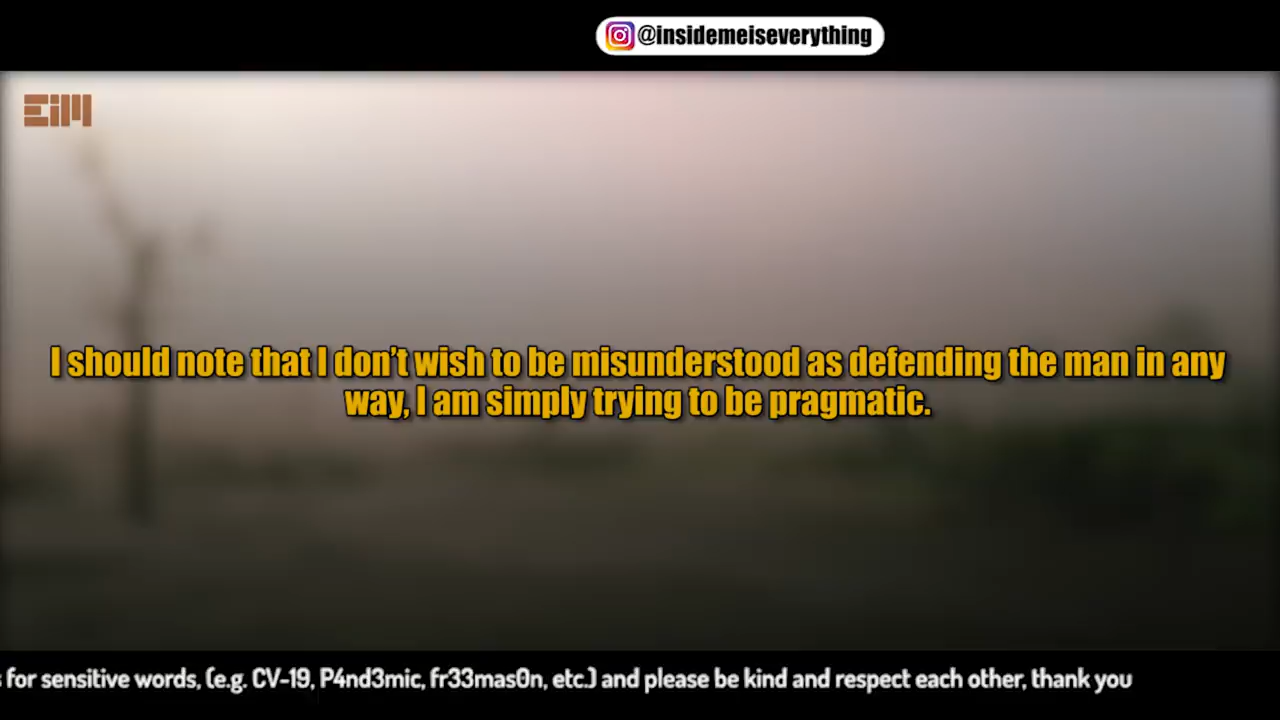 @insidemeiseverything
EiM
I should note that I don't wish to be misunderstood as defending the man in any
way, I am simply trying to be pragmatic.
for sensitive words, (e.g. CV-19, P4nd3mic, fr33mas0n, etc.) and please be kind and respect each other, thank you